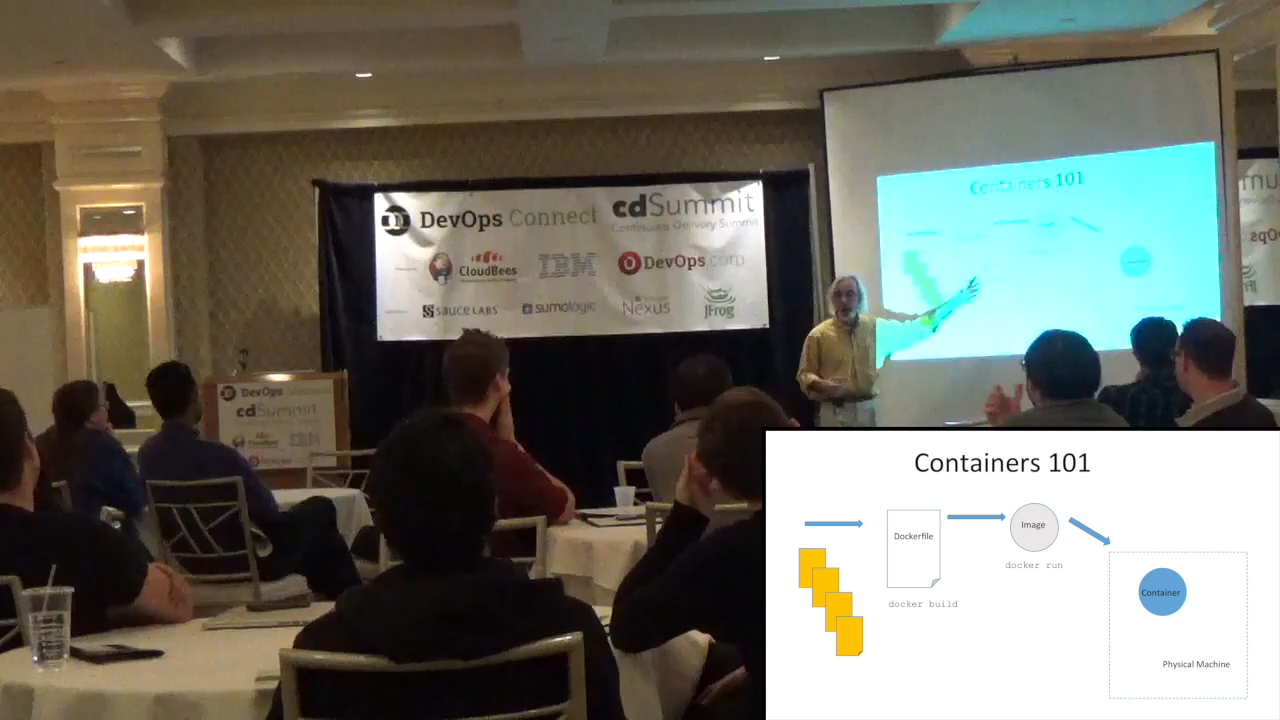 DevOps Connect
cdSummit
Continuous Delivery Summit
CloudBees
IBM
DevOps.com
SAUCE LABS
sumologic
Nexus
JFrog
Containers 101
DevOps
cdSummit
IBM
Containers 101
Dockerfile
Image
docker run
docker build
Container
Physical Machine